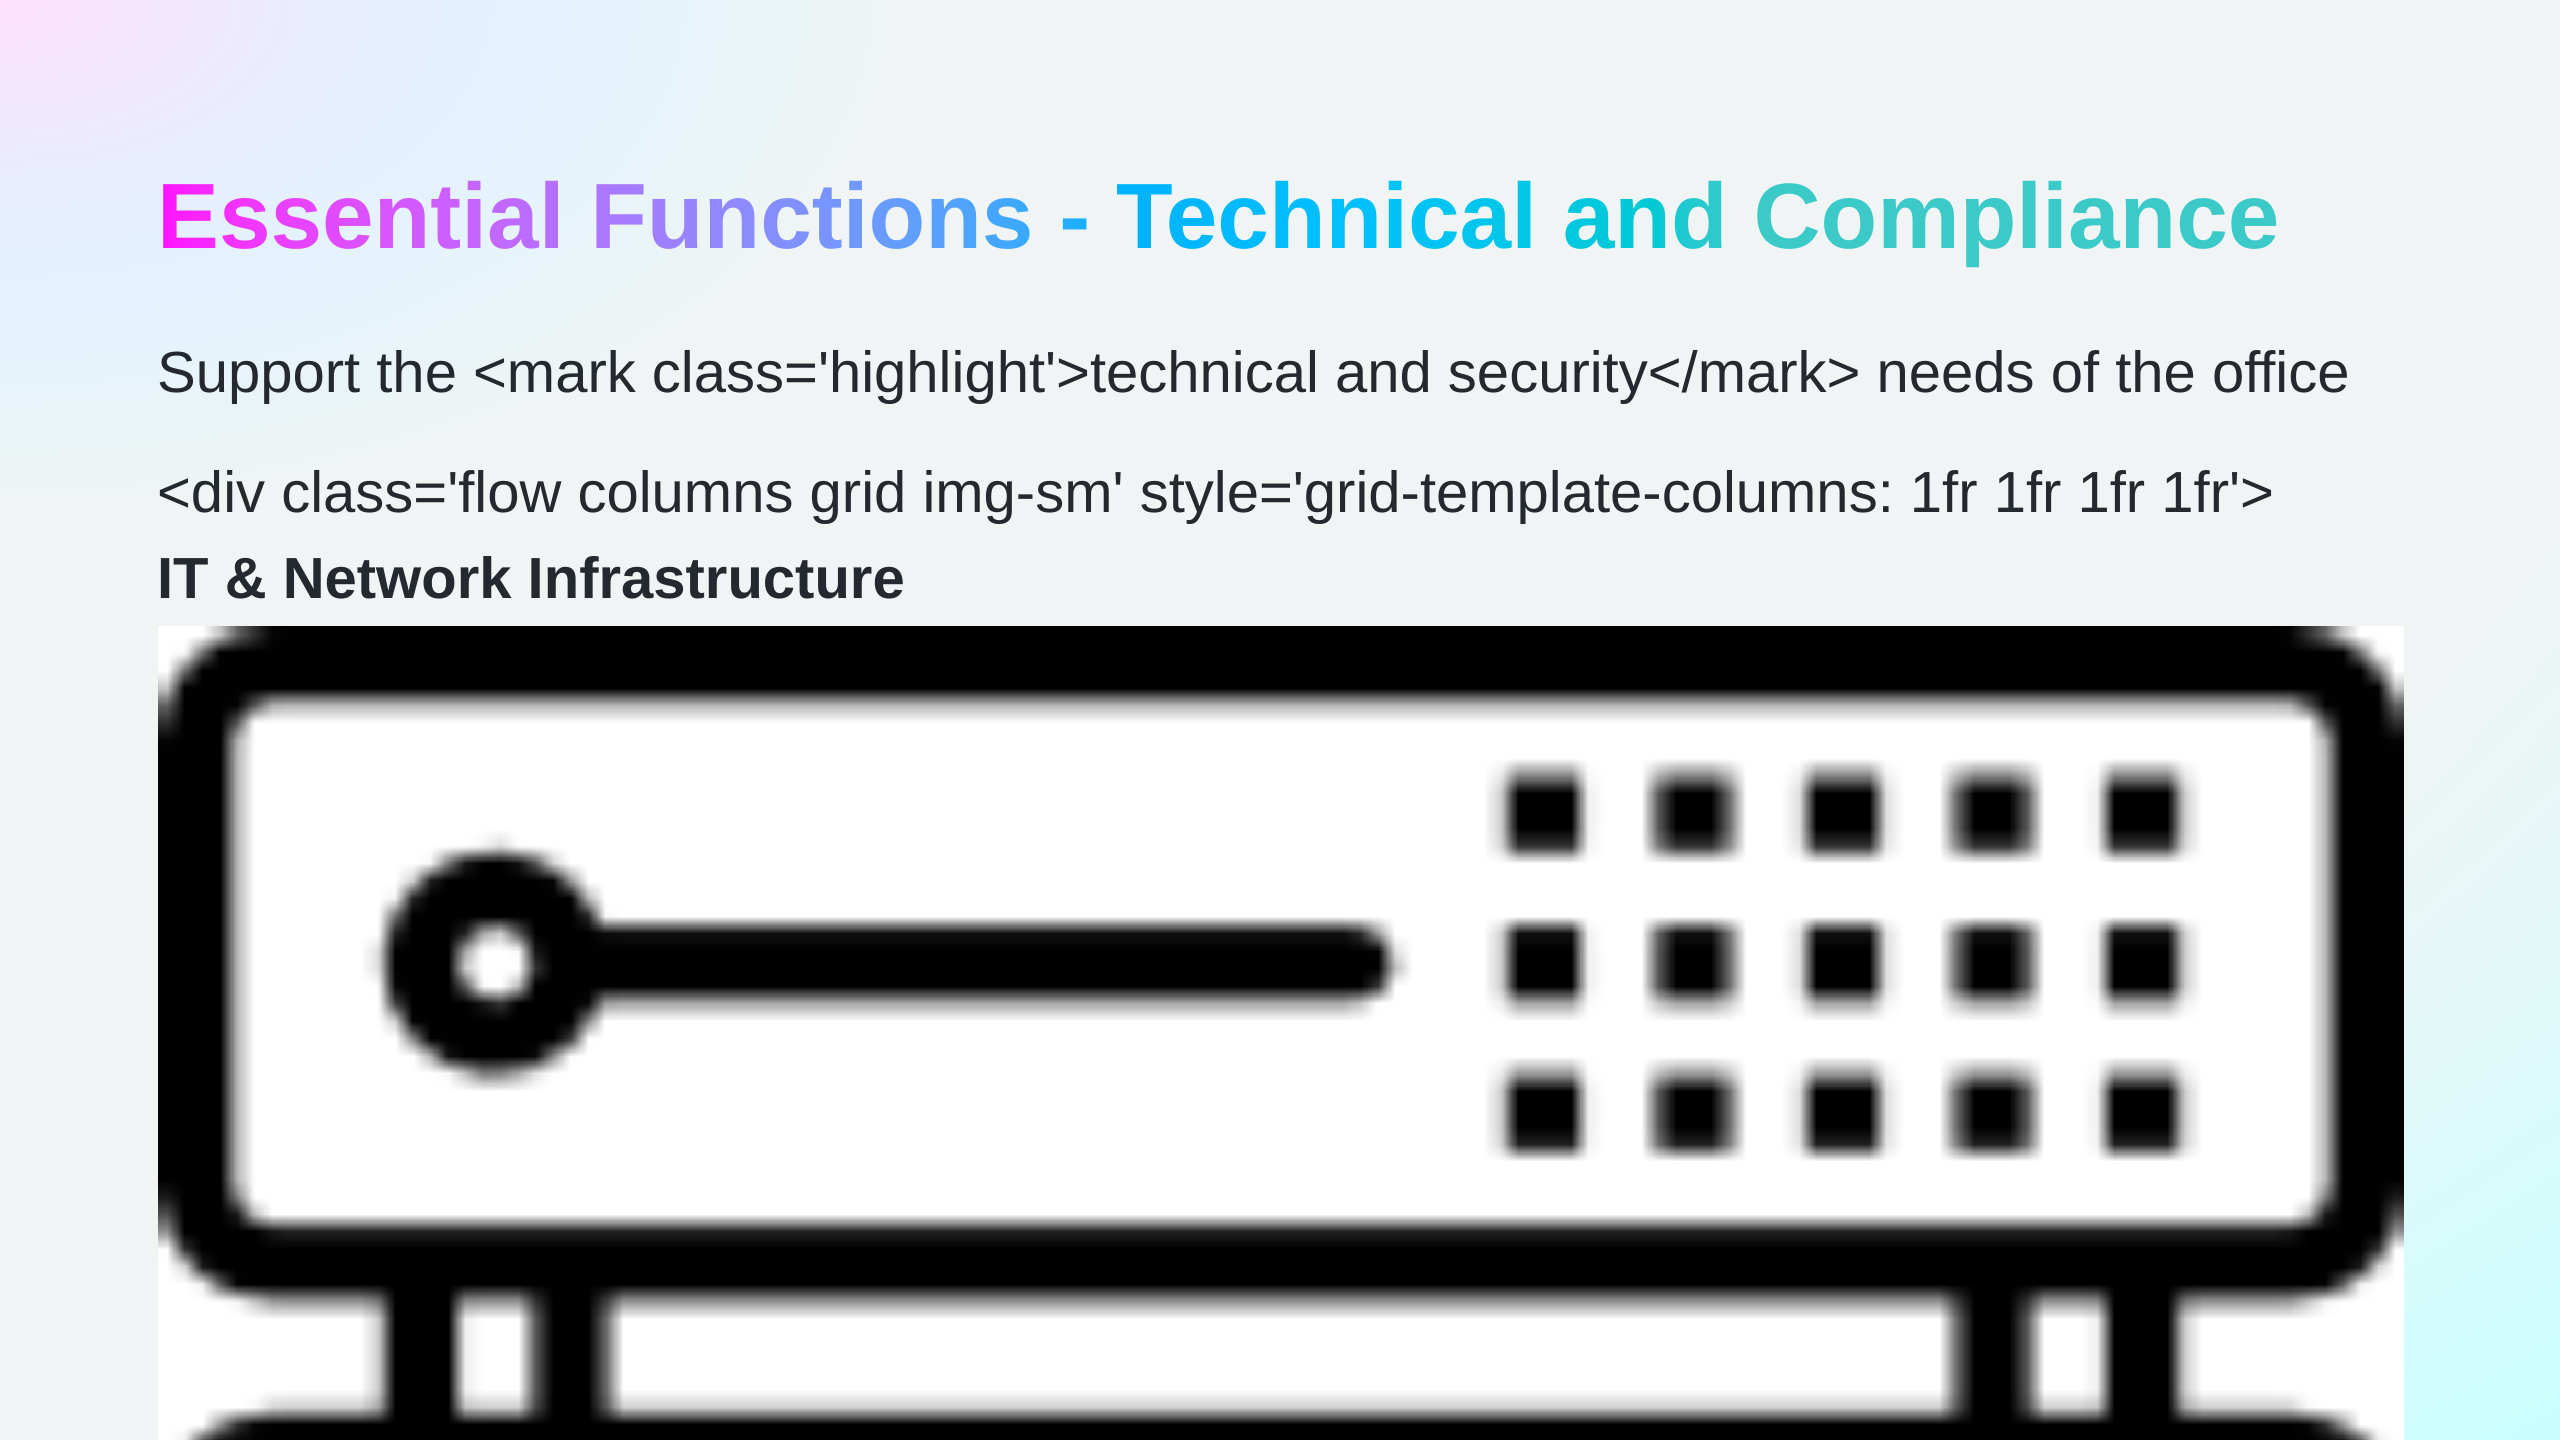 Essential Functions - Technical and Compliance
Support the <mark class='highlight'>technical and security</mark> needs of the office
<div class='flow columns grid img-sm' style='grid-template-columns: 1fr 1fr 1fr 1fr'>
IT & Network Infrastructure